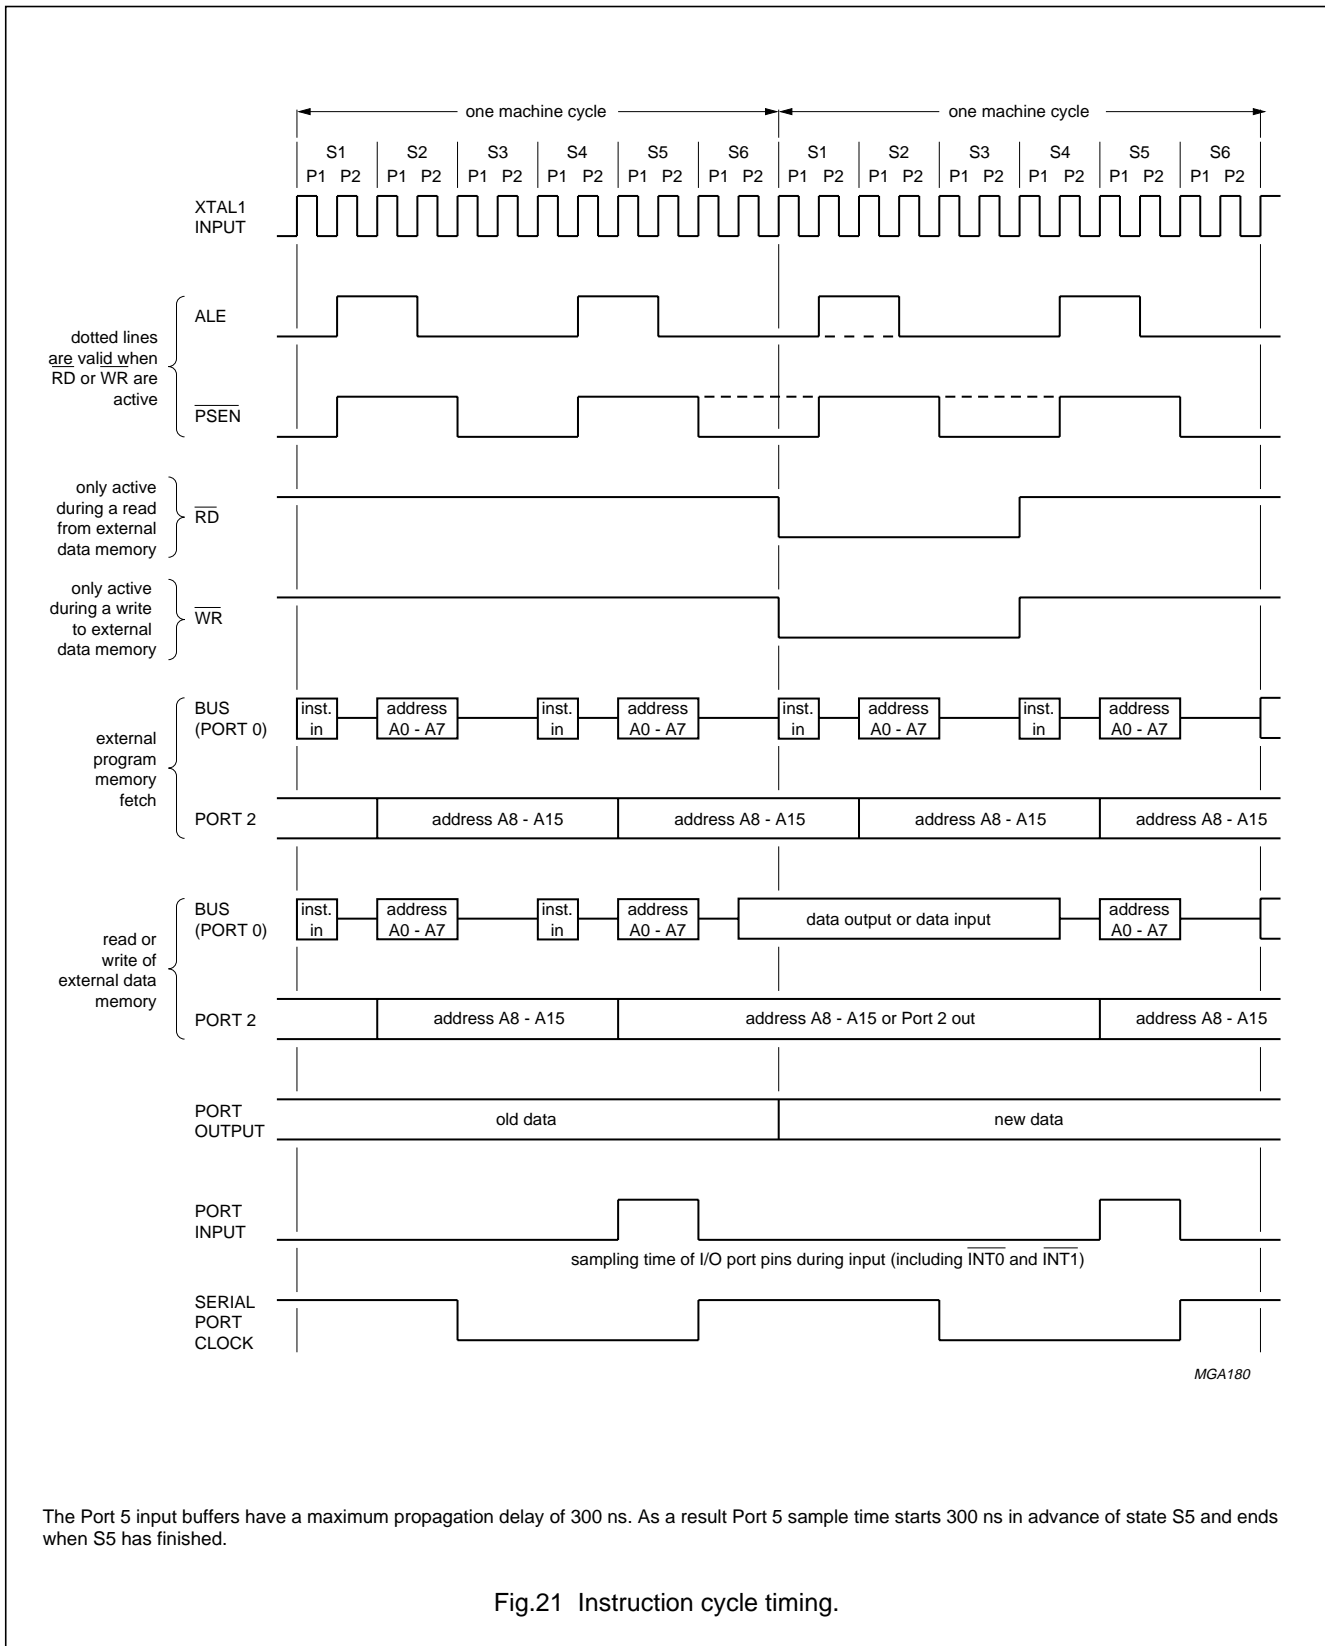 one machine cycle one machine cycle
S1 S2 S3 S4 S5 S6 S1 S2 S3 S4 S5 S6
P1 P2 P1 P2 P1 P2 P1 P2 P1 P2 P1 P2 P1 P2 P1 P2 P1 P2 P1 P2 P1 P2 P1 P2
XTAL1
INPUT
dotted lines
are valid when
RD or WR are
active
ALE
PSEN
only active
during a read
from external
data memory
RD
only active
during a write
to external
data memory
WR
external
program
memory
fetch
BUS
(PORT 0)
inst.
in
address
A0 - A7
inst.
in
address
A0 - A7
inst.
in
address
A0 - A7
inst.
in
address
A0 - A7
PORT 2
address A8 - A15 address A8 - A15 address A8 - A15 address A8 - A15
read or
write of
external data
memory
BUS
(PORT 0)
inst.
in
address
A0 - A7
inst.
in
address
A0 - A7
data output or data input
address
A0 - A7
PORT 2
address A8 - A15 address A8 - A15 or Port 2 out address A8 - A15
PORT
OUTPUT
old data new data
PORT
INPUT
sampling time of I/O port pins during input (including INT0 and INT1)
SERIAL
PORT
CLOCK
MGA180
The Port 5 input buffers have a maximum propagation delay of 300 ns. As a result Port 5 sample time starts 300 ns in advance of state S5 and ends
when S5 has finished.
Fig.21 Instruction cycle timing.